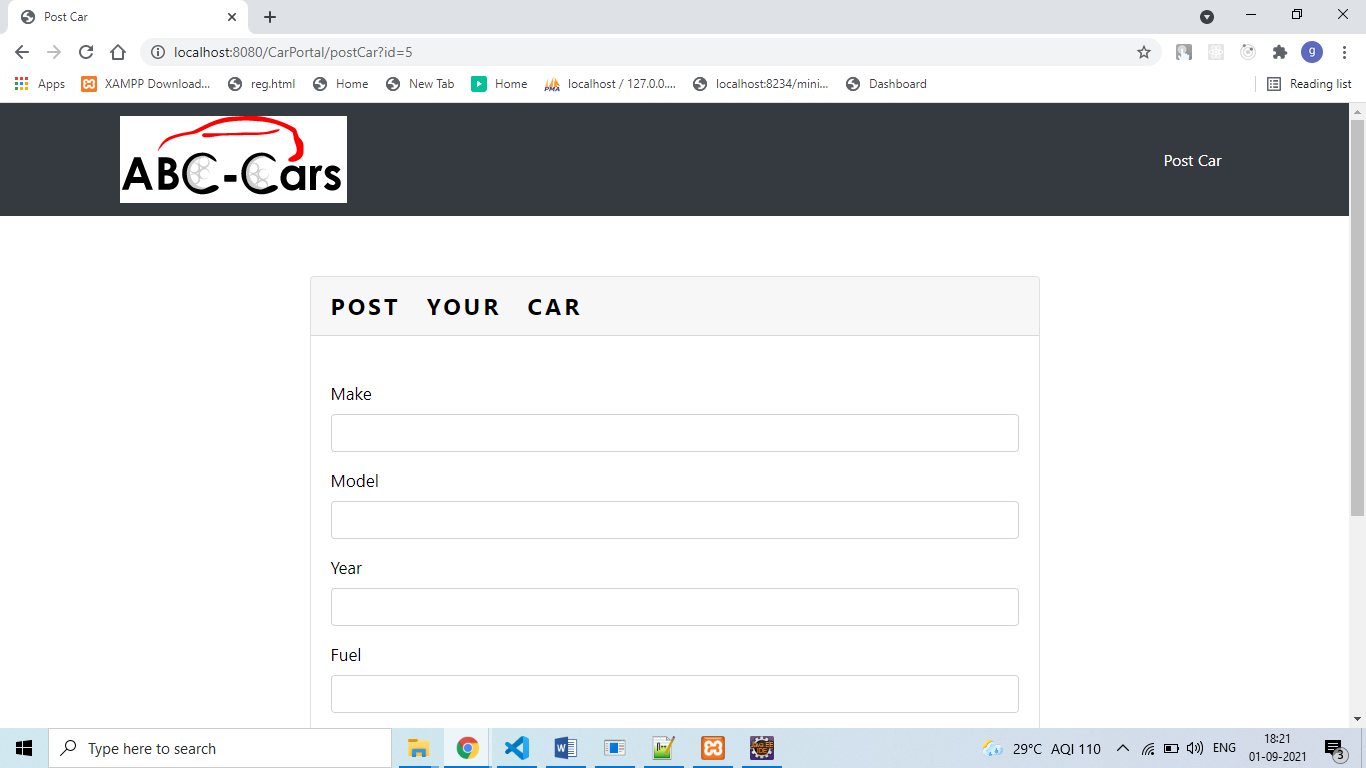 Post Car
localhost:8080/CarPortal/postCar?id=5
g
Apps XAMPP Download... reg.html Home New Tab Home localhost / 127.0.0.... localhost:8234/mini... Dashboard Reading list
ABC-Cars
Post Car
POST YOUR CAR
Make
Model
Year
Fuel
Type here to search
29°C AQI 110
ENG
18:21
01-09-2021
3